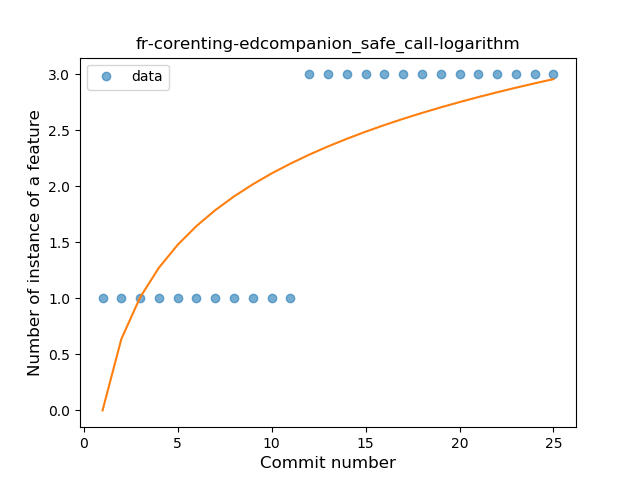 fr-corenting-edcompanion_safe_call-logarithm
data
Number of instance of a feature
3.0
2.5
2.0
1.5
1.0
0.5
0.0
0 5 10 15 20 25
Commit number